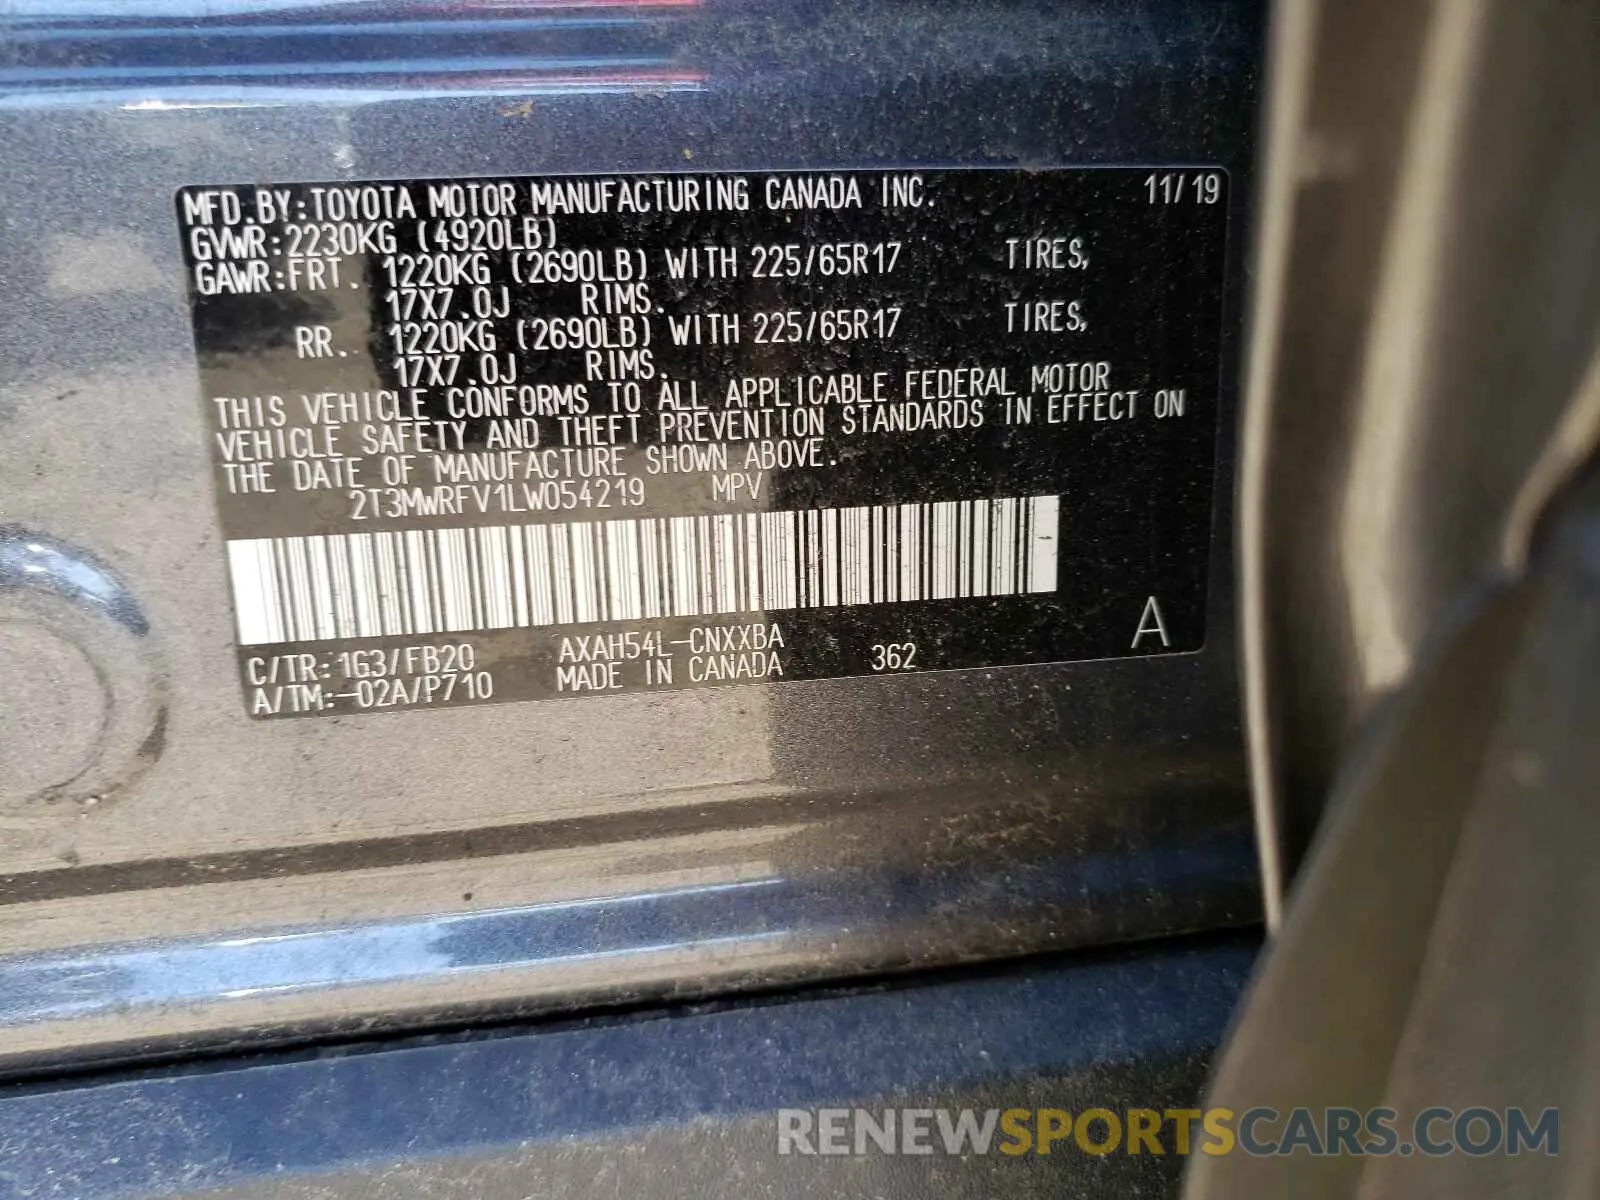 MFD.BY:TOYOTA MOTOR MANUFACTURING CANADA INC. 11/19
GVWR:2230KG (4920LB)
GAWR:FRT. 1220KG (2690LB) WITH 225/65R17 TIRES,
17X7.0J RIMS.
RR. 1220KG (2690LB) WITH 225/65R17 TIRES,
17X7.0J RIMS.
THIS VEHICLE CONFORMS TO ALL APPLICABLE FEDERAL MOTOR
VEHICLE SAFETY AND THEFT PREVENTION STANDARDS IN EFFECT ON
THE DATE OF MANUFACTURE SHOWN ABOVE.
2T3MWRFV1LW054219 MPV
C/TR:1G3/FB20 AXAH54L-CNXXBA
A/TM:-02A/P710 MADE IN CANADA 362 A
RENEWSPORTSCARS.COM